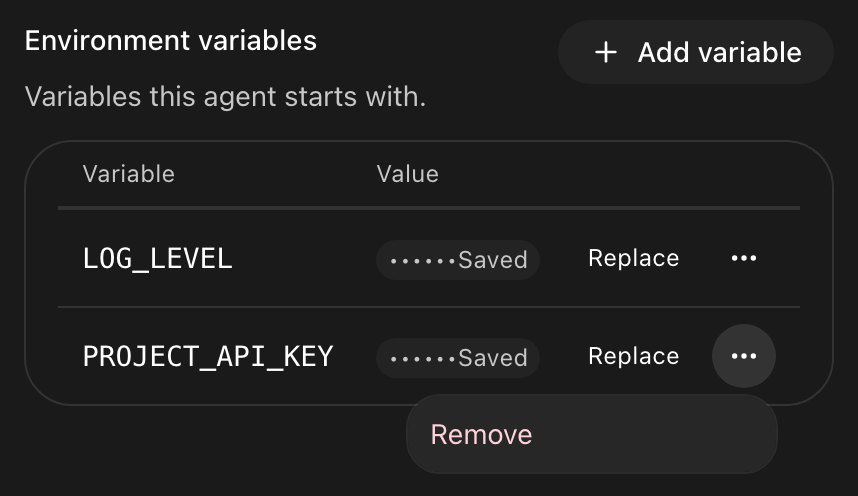 Environment variables
+ Add variable
Variables this agent starts with.
Variable Value
LOG_LEVEL ••••••Saved Replace •••
PROJECT_API_KEY ••••••Saved Replace •••
Remove